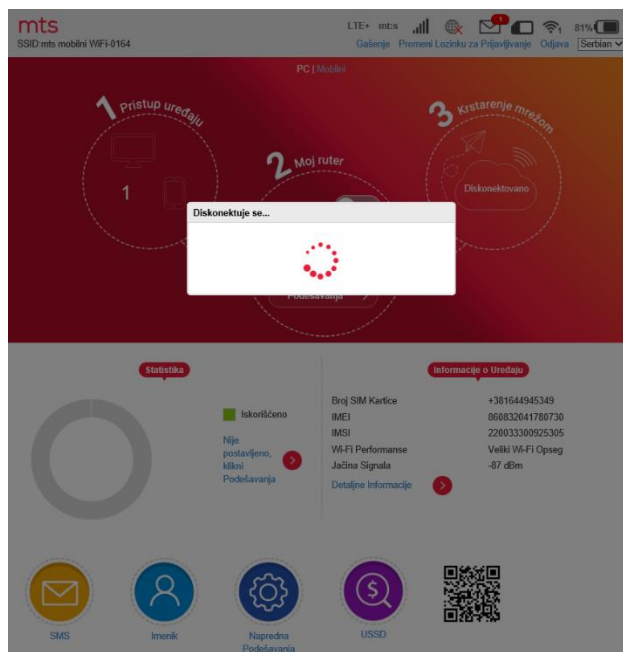 mts
SSID:mts mobilni WiFi-0164
LTE+ mt:s 1 1 81%
Gašenje Promeni Lozinku za Prijavljivanje Odjava Serbian
PC | Mobilni
1 Pristup uređaju
2 Moj ruter
3 Krstarenje mrežom
1
Diskonektovano
Diskonektuje se...
Podešavanja
Statistika
Iskorišćeno
Nije
postavljeno,
klikni
Podešavanja
Informacije o Uređaju
Broj SIM Kartice +381644945349
IMEI 860832041780730
IMSI 220033300925305
Wi-Fi Performanse Veliki Wi-Fi Opseg
Jačina Signala -87 dBm
Detaljne Informacije
SMS
Imenik
Napredna
Podešavanja
USSD